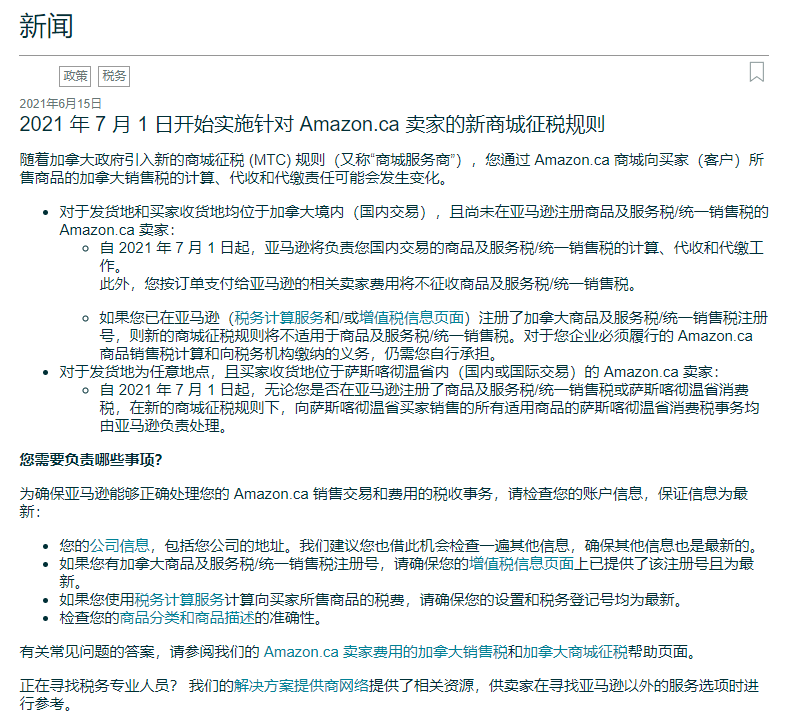 新闻
政策 税务
2021年6月15日
2021 年 7 月 1 日开始实施针对 Amazon.ca 卖家的新商城征税规则
随着加拿大政府引入新的商城征税 (MTC) 规则（又称“商城服务商”），您通过 Amazon.ca 商城向买家（客户）所
售商品的加拿大销售税的计算、代收和代缴责任可能会发生变化。
• 对于发货地和买家收货地均位于加拿大境内（国内交易），且尚未在亚马逊注册商品及服务税/统一销售税的
Amazon.ca 卖家：
◦ 自 2021 年 7 月 1 日起，亚马逊将负责您国内交易的商品及服务税/统一销售税的计算、代收和代缴工
作。
此外，您按订单支付给亚马逊的相关卖家费用将不征收商品及服务税/统一销售税。
◦ 如果您已在亚马逊（税务计算服务和/或增值税信息页面）注册了加拿大商品及服务税/统一销售税注册
号，则新的商城征税规则将不适用于商品及服务税/统一销售税。对于您企业必须履行的 Amazon.ca
商品销售税计算和向税务机构缴纳的义务，仍需您自行承担。
• 对于发货地为任意地点，且买家收货地位于萨斯喀彻温省内（国内或国际交易）的 Amazon.ca 卖家：
◦ 自 2021 年 7 月 1 日起，无论您是否在亚马逊注册了商品及服务税/统一销售税或萨斯喀彻温省消费
税，在新的商城征税规则下，向萨斯喀彻温省买家销售的所有适用商品的萨斯喀彻温省消费税事务均
由亚马逊负责处理。
您需要负责哪些事项？
为确保亚马逊能够正确处理您的 Amazon.ca 销售交易和费用的税收事务，请检查您的账户信息，保证信息为最
新：
• 您的公司信息，包括您公司的地址。我们建议您也借此机会检查一遍其他信息，确保其他信息也是最新的。
• 如果您有加拿大商品及服务税/统一销售税注册号，请确保您的增值税信息页面上已提供了该注册号且为最
新。
• 如果您使用税务计算服务计算向买家所售商品的税费，请确保您的设置和税务登记号均为最新。
• 检查您的商品分类和商品描述的准确性。
有关常见问题的答案，请参阅我们的 Amazon.ca 卖家费用的加拿大销售税和加拿大商城征税帮助页面。
正在寻找税务专业人员？ 我们的解决方案提供商网络提供了相关资源，供卖家在寻找亚马逊以外的服务选项时进
行参考。